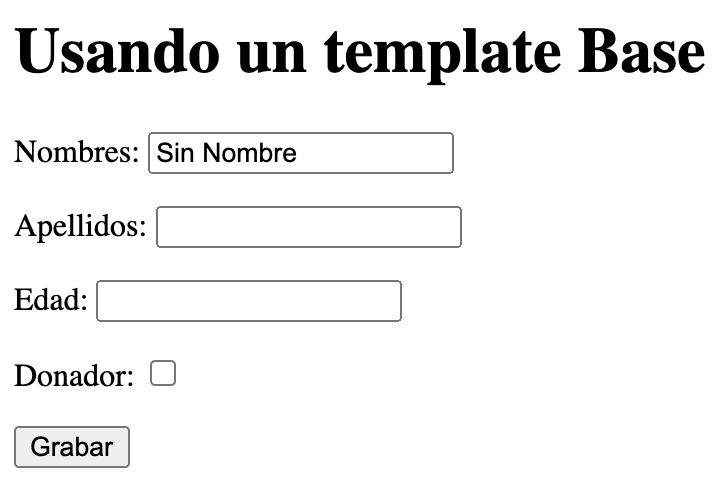 Usando un template Base
Nombres: Sin Nombre
Apellidos:
Edad:
Donador:
Grabar